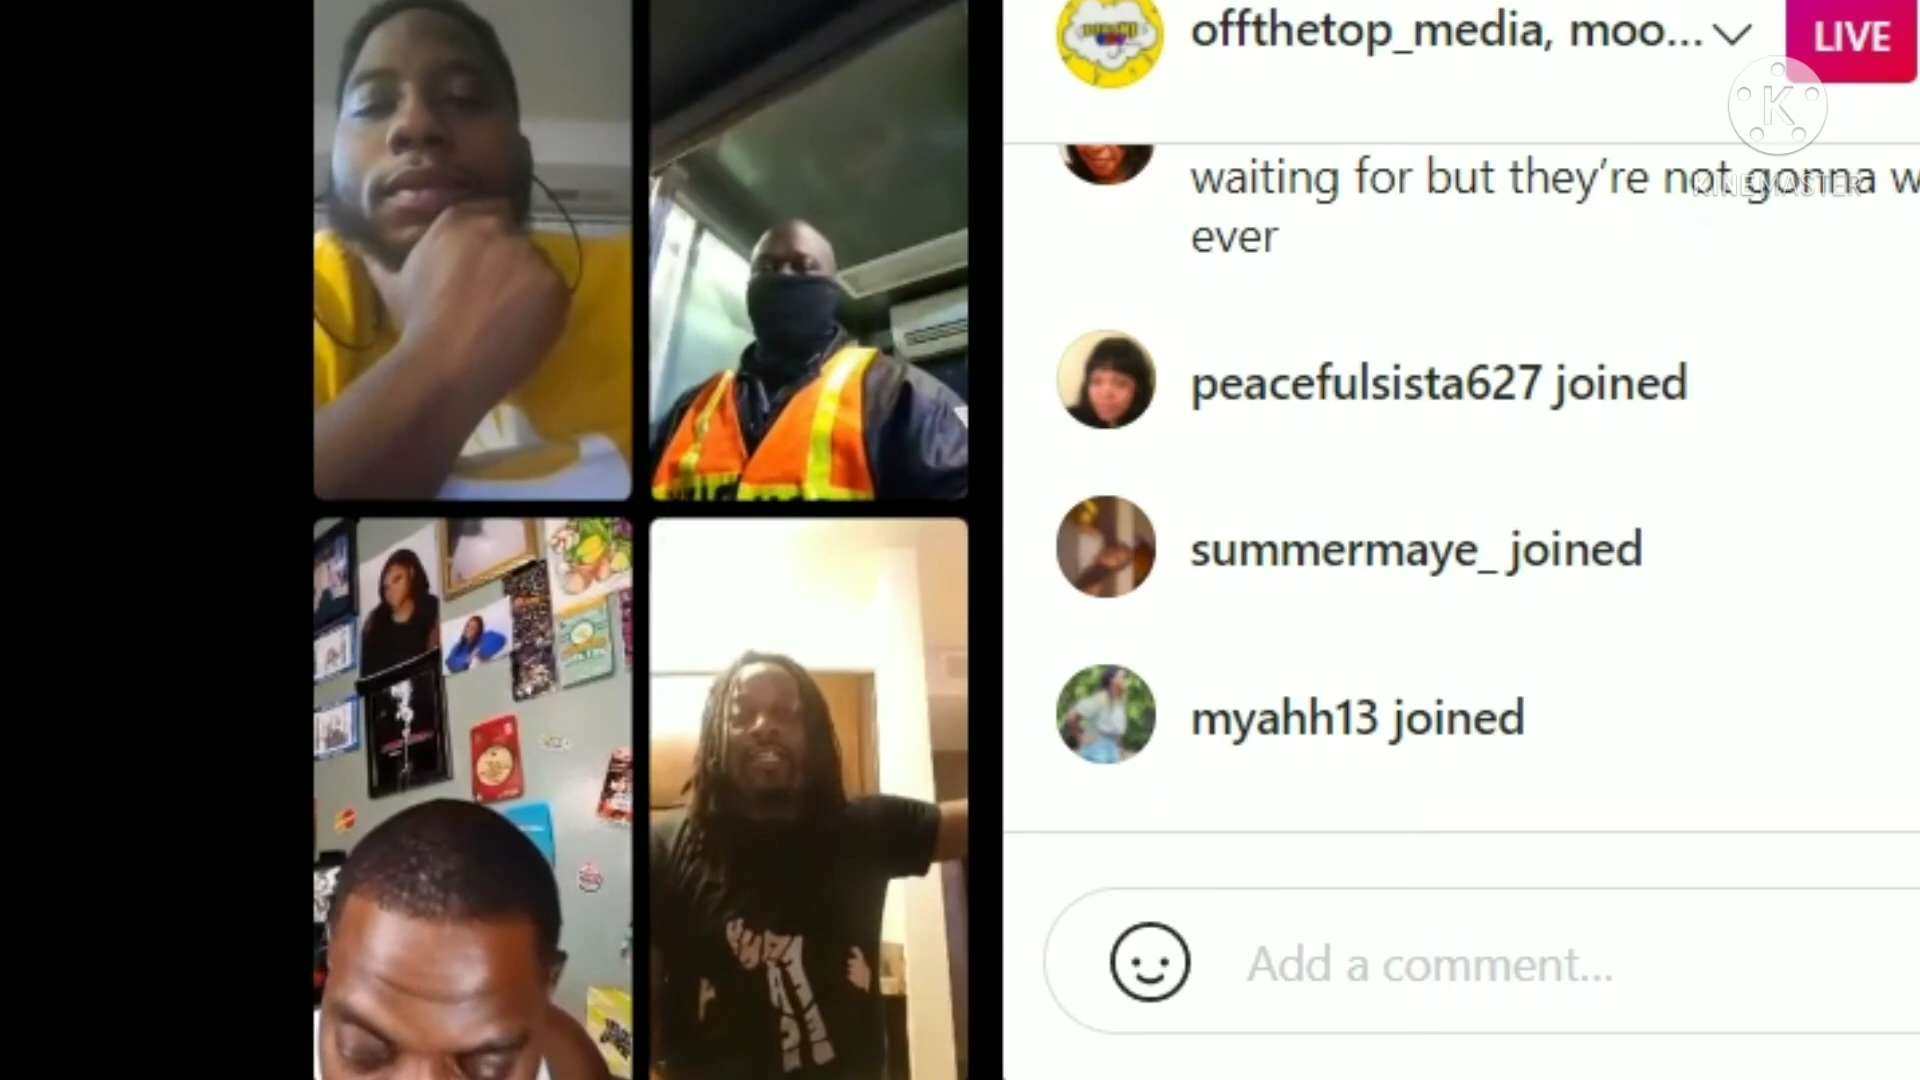 offthetop_media, moo...
LIVE
K
KINEMASTER
waiting for but they’re not gonna w
ever
peacefulsista627 joined
summermaye_ joined
myahh13 joined
Add a comment...